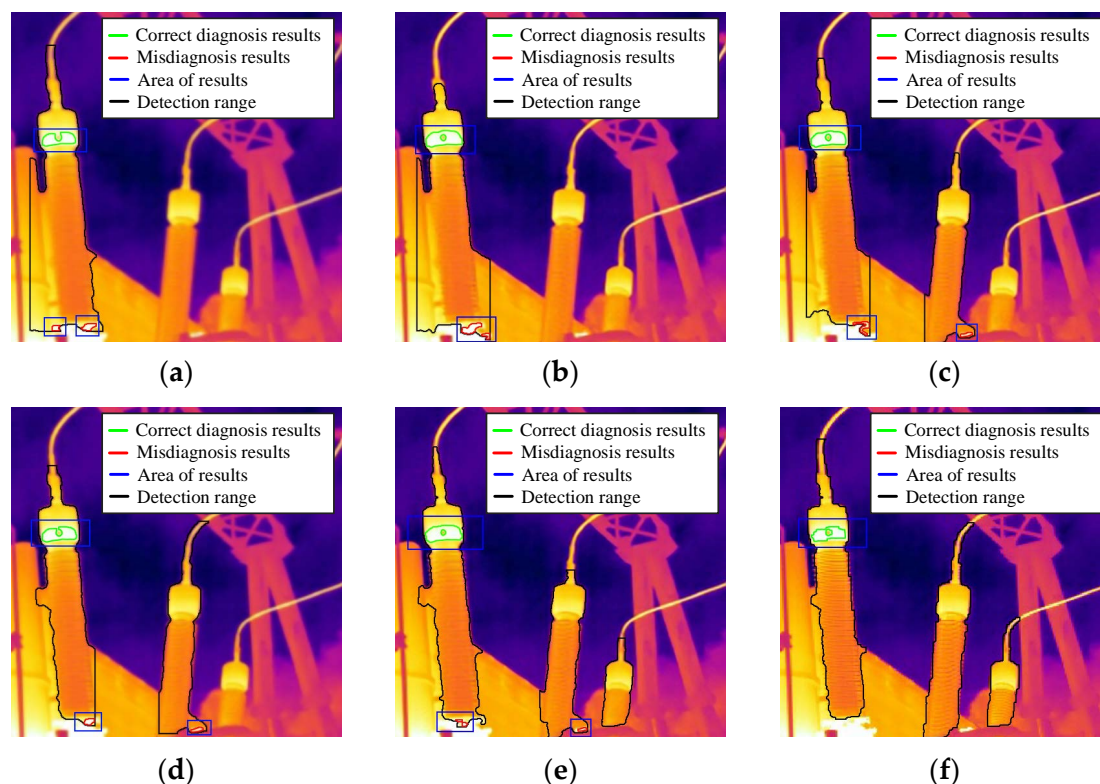 Correct diagnosis results
Misdiagnosis results
Area of results
Detection range
Correct diagnosis results
Misdiagnosis results
Area of results
Detection range
Correct diagnosis results
Misdiagnosis results
Area of results
Detection range
(a)
(b)
(c)
Correct diagnosis results
Misdiagnosis results
Area of results
Detection range
Correct diagnosis results
Misdiagnosis results
Area of results
Detection range
Correct diagnosis results
Misdiagnosis results
Area of results
Detection range
(d)
(e)
(f)